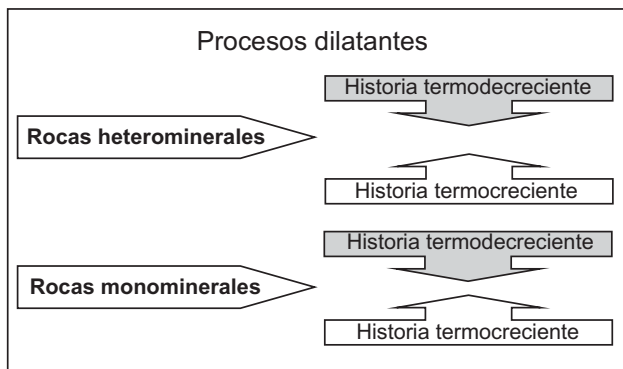 Procesos dilatantes
Historia termodecreciente
Rocas heterominerales
Historia termocreciente
Historia termodecreciente
Rocas monominerales
Historia termocreciente